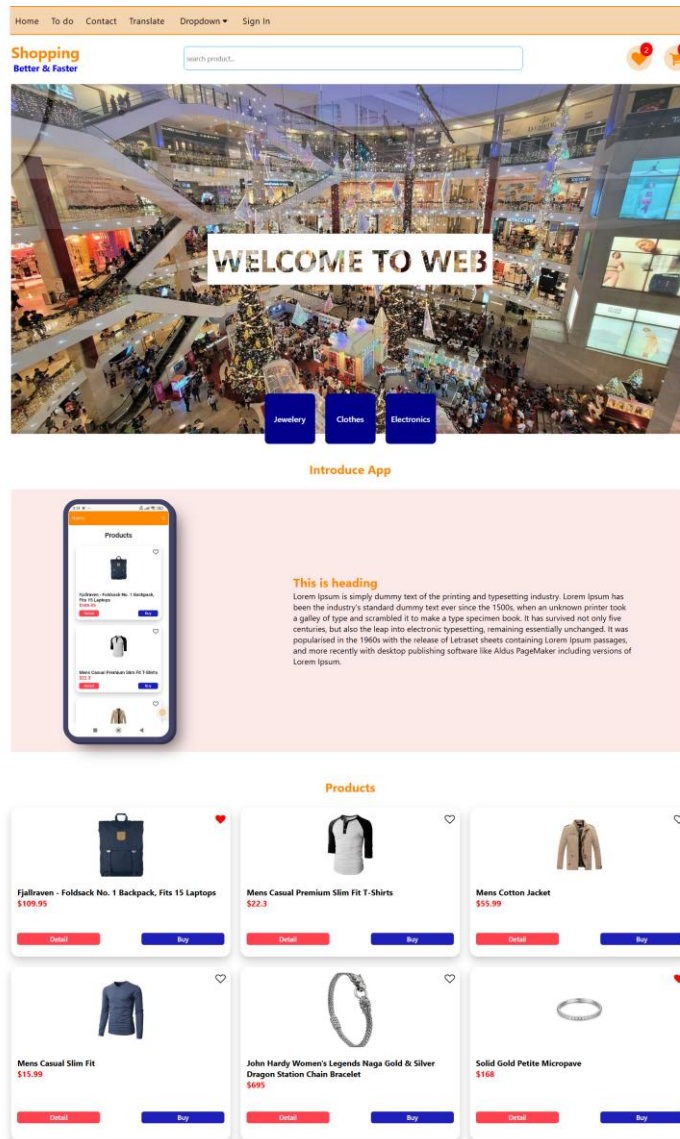 Home To do Contact Translate Dropdown Sign In
Shopping
Better & Faster
search product...
2
WELCOME TO WEB
Jewelery Clothes Electronics
Introduce App
Products
Fjallraven - Foldsack No. 1 Backpack,
Fits 15 Laptops
$109.95
Detail Buy
Mens Casual Premium Slim Fit T-Shirts
$22.3
Detail Buy
This is heading
Lorem Ipsum is simply dummy text of the printing and typesetting industry. Lorem Ipsum has
been the industry's standard dummy text ever since the 1500s, when an unknown printer took
a galley of type and scrambled it to make a type specimen book. It has survived not only five
centuries, but also the leap into electronic typesetting, remaining essentially unchanged. It was
popularised in the 1960s with the release of Letraset sheets containing Lorem Ipsum passages,
and more recently with desktop publishing software like Aldus PageMaker including versions of
Lorem Ipsum.
Products
Fjallraven - Foldsack No. 1 Backpack, Fits 15 Laptops
$109.95
Detail Buy
Mens Casual Premium Slim Fit T-Shirts
$22.3
Detail Buy
Mens Cotton Jacket
$55.99
Detail Buy
Mens Casual Slim Fit
$15.99
Detail Buy
John Hardy Women's Legends Naga Gold & Silver
Dragon Station Chain Bracelet
$695
Detail Buy
Solid Gold Petite Micropave
$168
Detail Buy